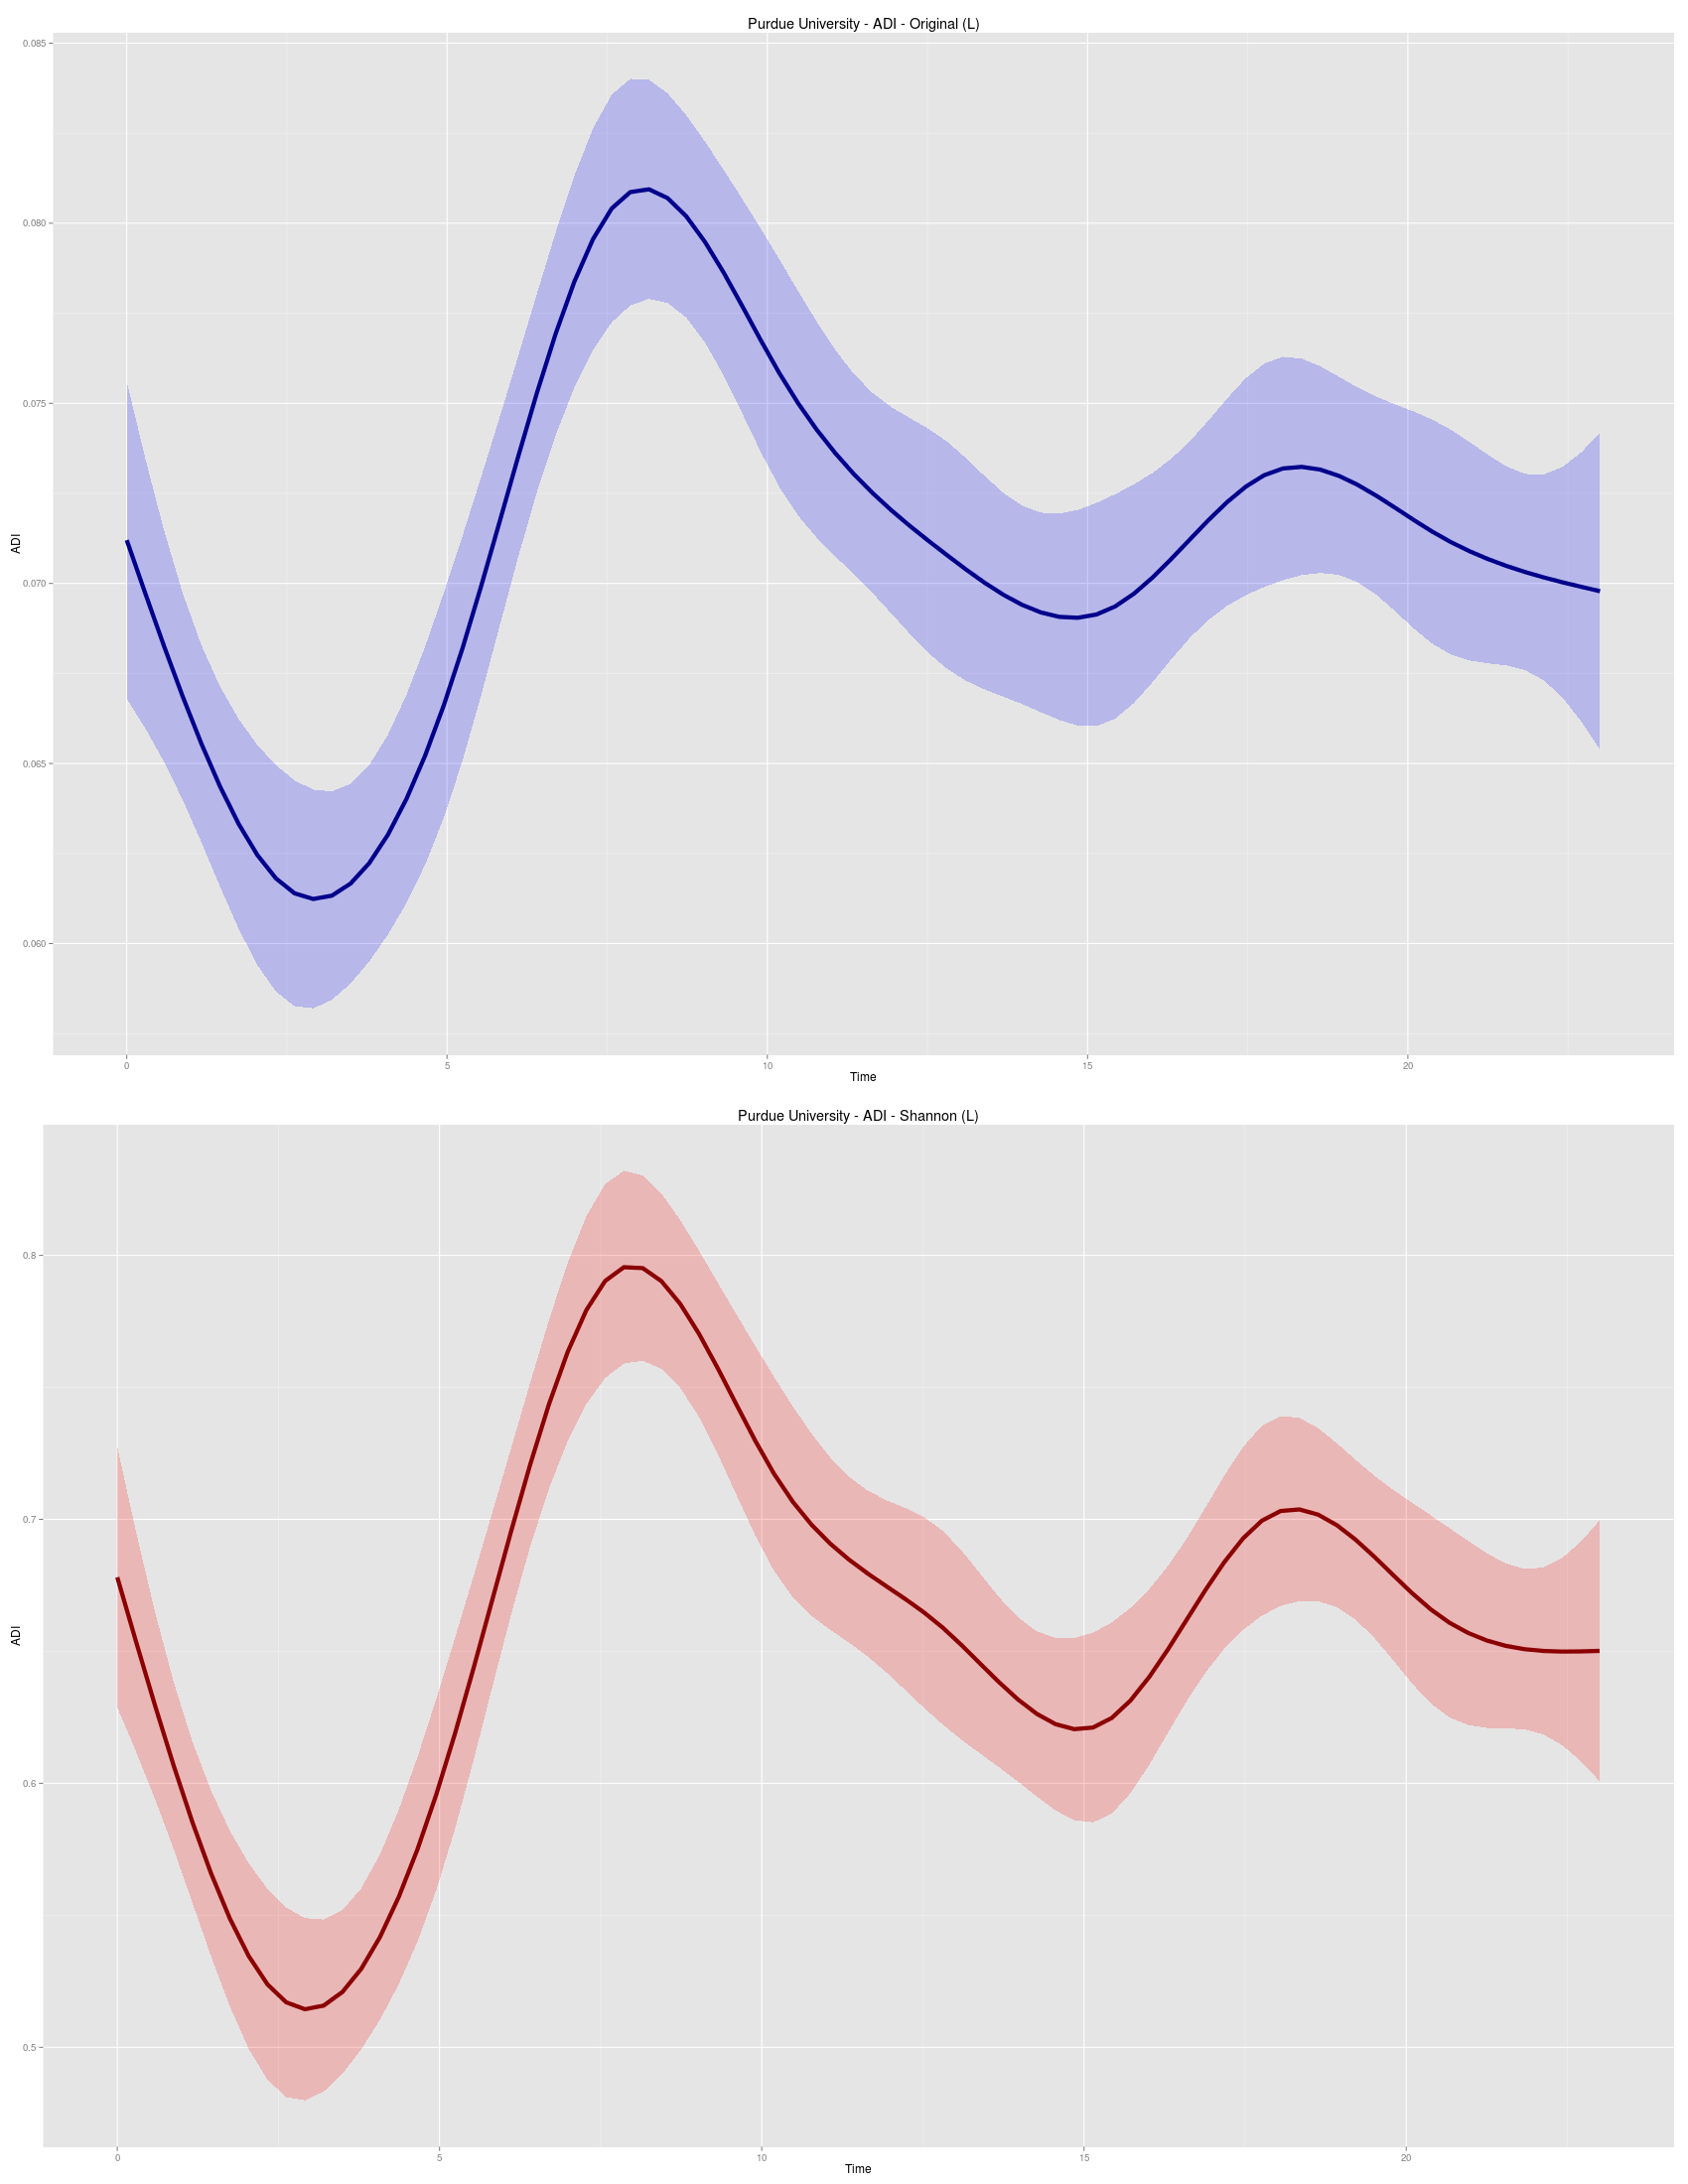 Purdue University - ADI - Original (L)
0.085
0.080
0.075
0.070
0.065
0.060
ADI
0 5 10 15 20
Time
Purdue University - ADI - Shannon (L)
0.8
0.7
0.6
0.5
ADI
0 5 10 15 20
Time